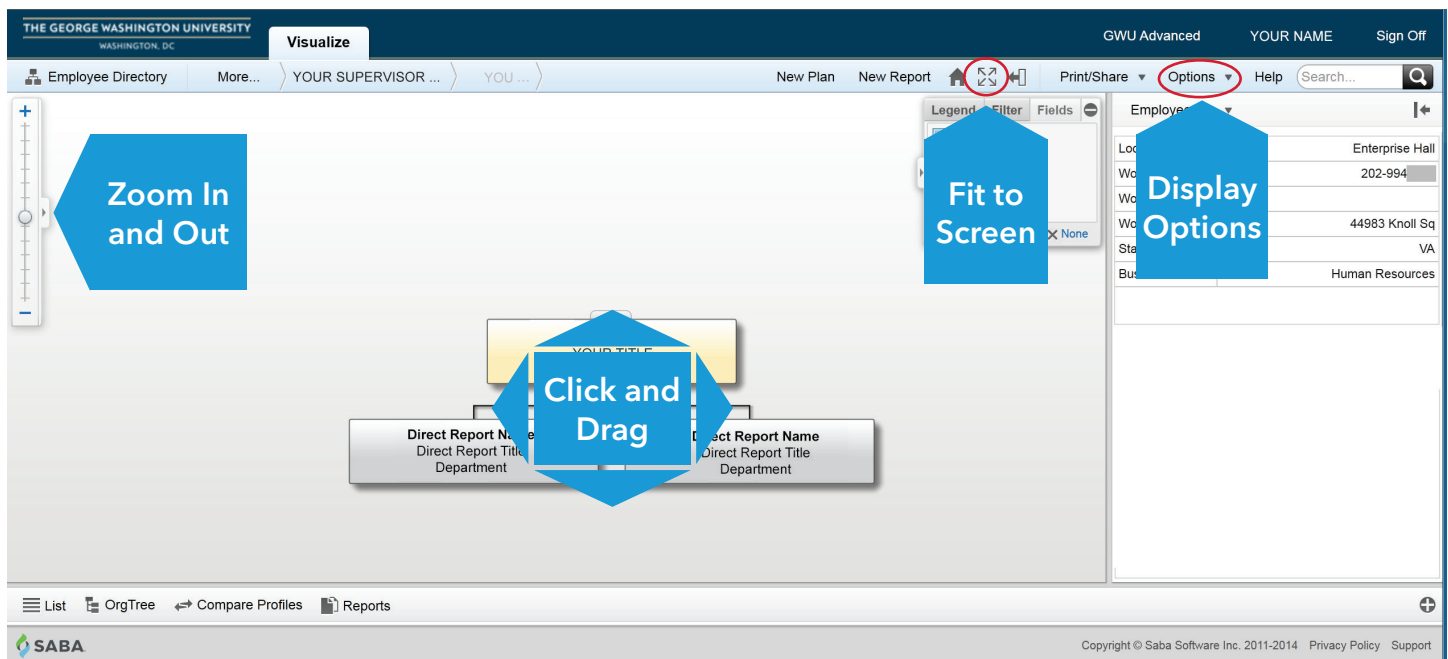 THE GEORGE WASHINGTON UNIVERSITY
WASHINGTON, DC
Visualize
GWU Advanced YOUR NAME Sign Off
Employee Directory More... YOUR SUPERVISOR ... YOU ... New Plan New Report Print/Share Options Help Search...
Legend Filter Fields
None
Enterprise Hall
202-994
44983 Knoll Sq
VA
Human Resources
Zoom In
and Out
Fit to
Screen
Display
Options
YOUR TITLE
Click and
Drag
Direct Report Direct Report Name
Direct Report Direct Report Title
Department Department
List OrgTree Compare Profiles Reports
SABA
Copyright © Saba Software Inc. 2011-2014 Privacy Policy Support